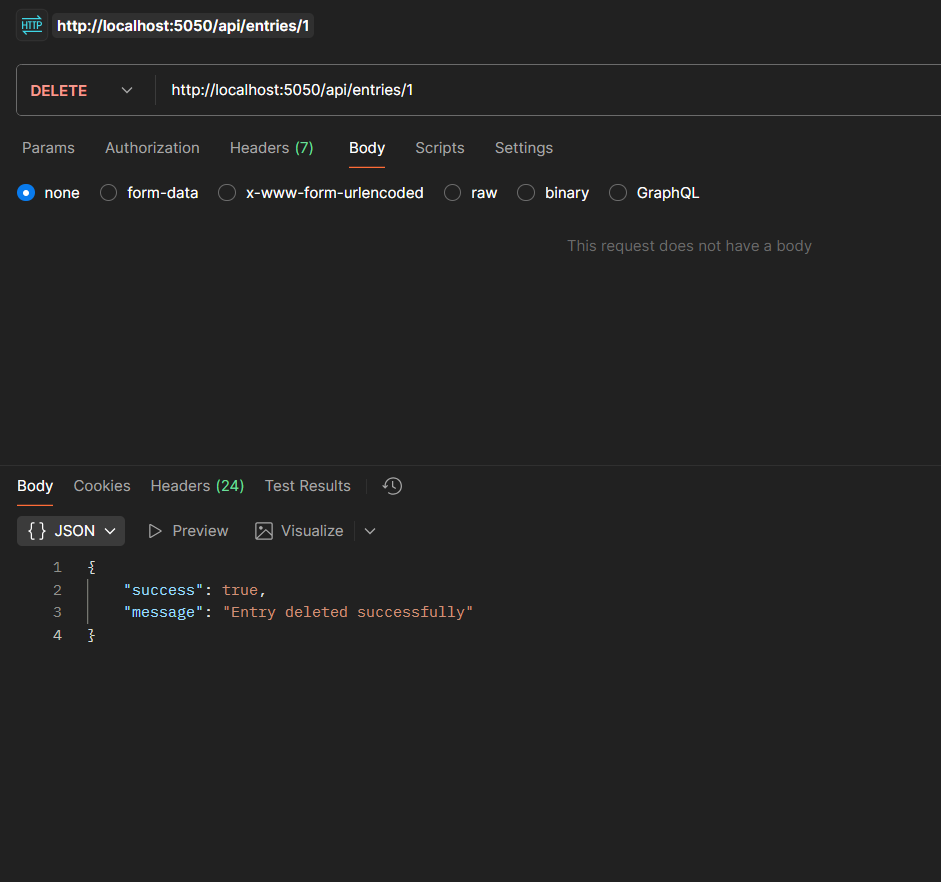 HTTP http://localhost:5050/api/entries/1
DELETE http://localhost:5050/api/entries/1
Params Authorization Headers (7) Body Scripts Settings
none form-data x-www-form-urlencoded raw binary GraphQL
This request does not have a body
Body Cookies Headers (24) Test Results
{ } JSON Preview Visualize
1 {
2 "success": true,
3 "message": "Entry deleted successfully"
4 }